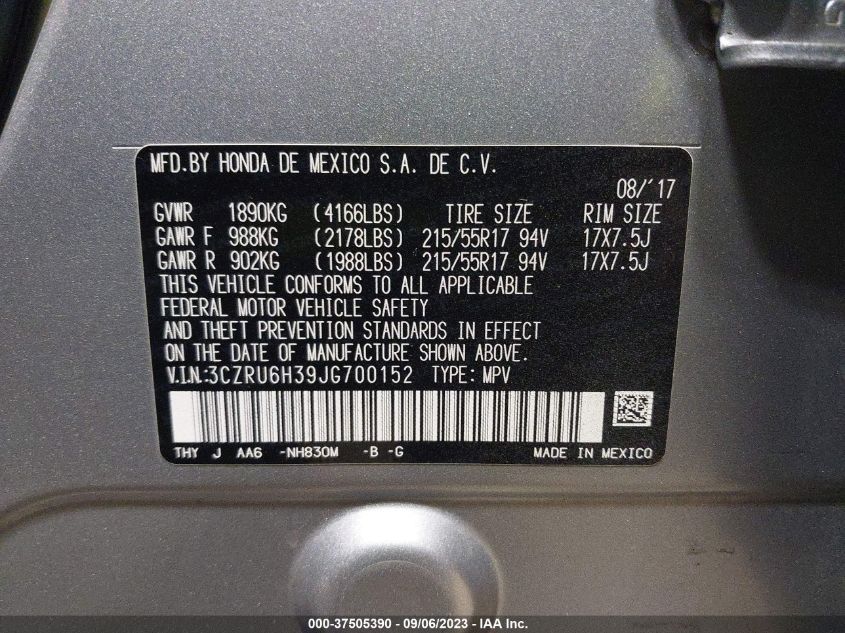 MFD.BY HONDA DE MEXICO S.A. DE C.V.
08/'17
GVWR 1890KG (4166LBS) TIRE SIZE RIM SIZE
GAWR F 988KG (2178LBS) 215/55R17 94V 17X7.5J
GAWR R 902KG (1988LBS) 215/55R17 94V 17X7.5J
THIS VEHICLE CONFORMS TO ALL APPLICABLE
FEDERAL MOTOR VEHICLE SAFETY
AND THEFT PREVENTION STANDARDS IN EFFECT
ON THE DATE OF MANUFACTURE SHOWN ABOVE.
V.I.N.:3CZRU6H39JG700152 TYPE: MPV
THY J AA6 -NH830M -B -G MADE IN MEXICO
000-37505390 - 09/06/2023 - IAA Inc.